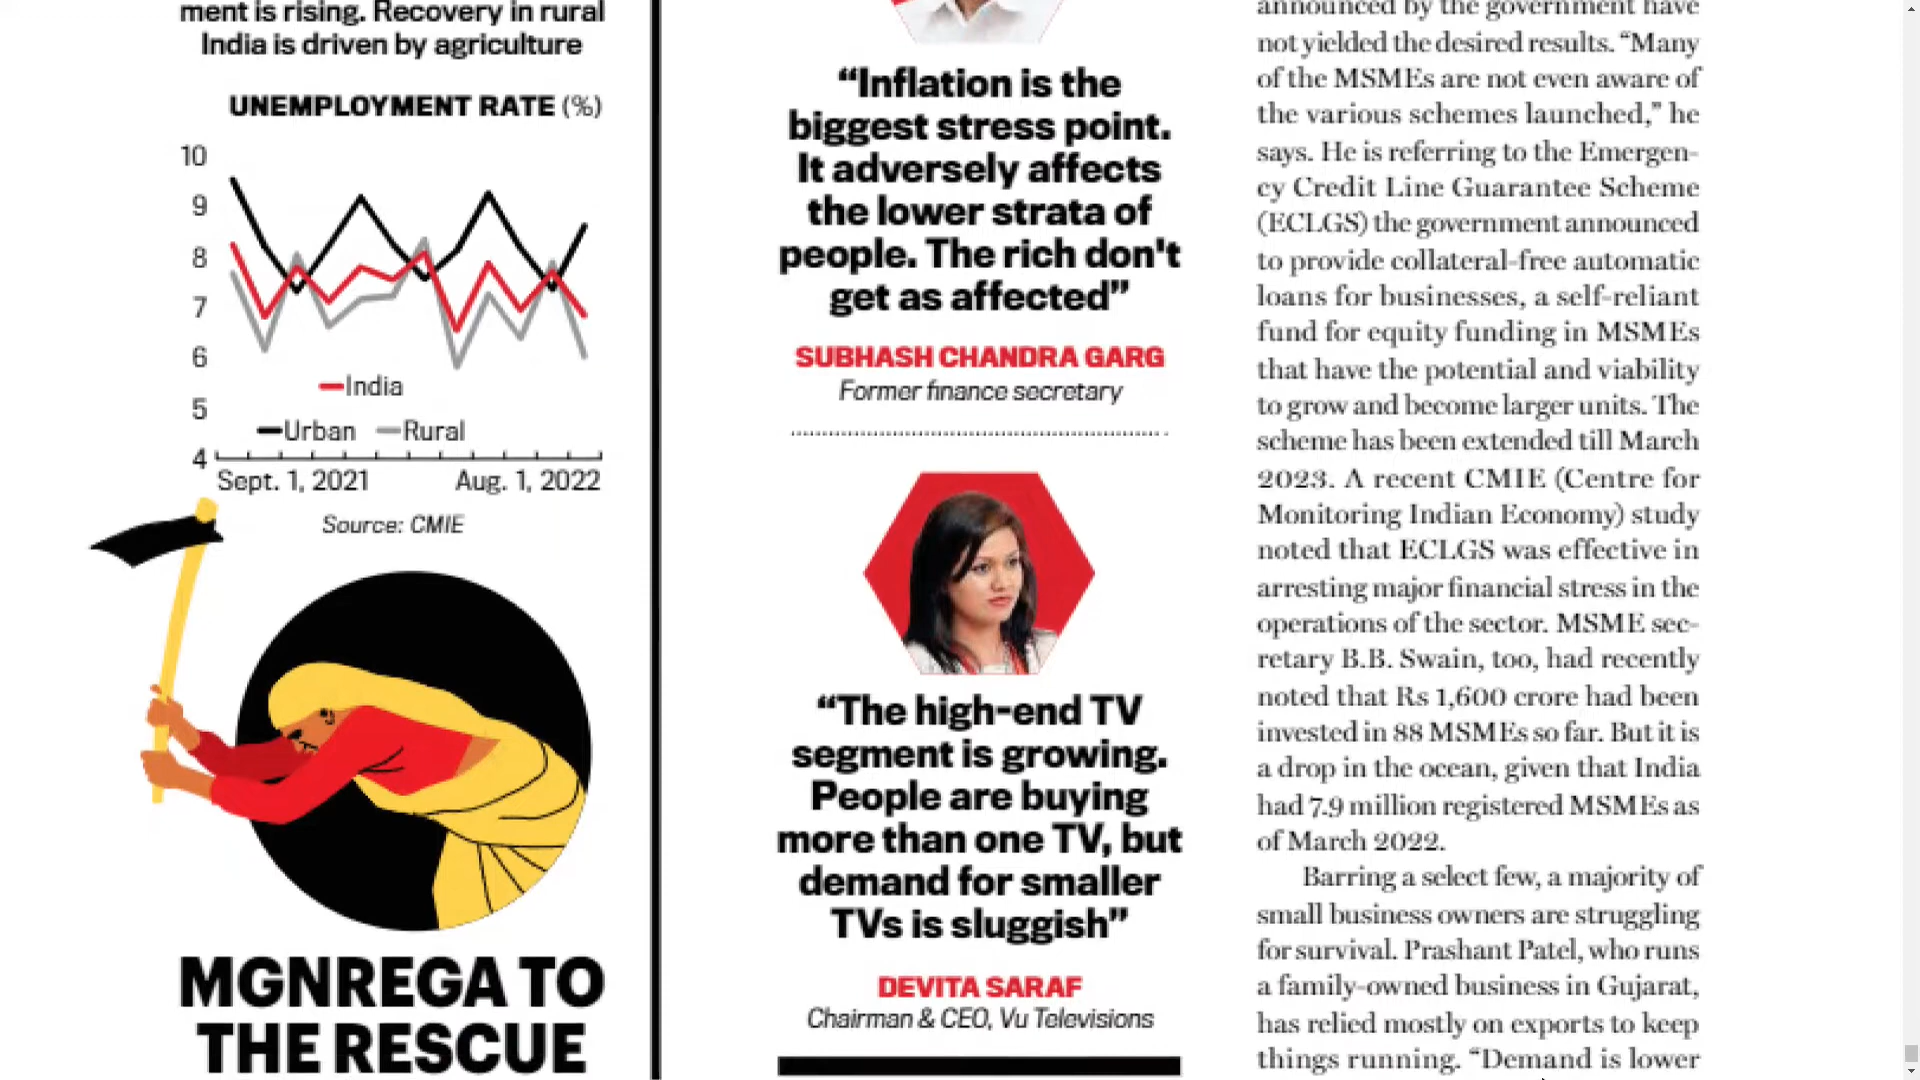 ment is rising. Recovery in rural
India is driven by agriculture
UNEMPLOYMENT RATE (%)
10
9
8
7
6
5
4
India
Urban Rural
Sept. 1, 2021 Aug. 1, 2022
Source: CMIE
MGNREGA TO
THE RESCUE
“Inflation is the
biggest stress point.
It adversely affects
the lower strata of
people. The rich don't
get as affected”
SUBHASH CHANDRA GARG
Former finance secretary
“The high-end TV
segment is growing.
People are buying
more than one TV, but
demand for smaller
TVs is sluggish”
DEVITA SARAF
Chairman & CEO, Vu Televisions
announced by the government have
not yielded the desired results. “Many
of the MSMEs are not even aware of
the various schemes launched,” he
says. He is referring to the Emergen-
cy Credit Line Guarantee Scheme
(ECLGS) the government announced
to provide collateral-free automatic
loans for businesses, a self-reliant
fund for equity funding in MSMEs
that have the potential and viability
to grow and become larger units. The
scheme has been extended till March
2023. A recent CMIE (Centre for
Monitoring Indian Economy) study
noted that ECLGS was effective in
arresting major financial stress in the
operations of the sector. MSME sec-
retary B.B. Swain, too, had recently
noted that Rs 1,600 crore had been
invested in 88 MSMEs so far. But it is
a drop in the ocean, given that India
had 7.9 million registered MSMEs as
of March 2022.
Barring a select few, a majority of
small business owners are struggling
for survival. Prashant Patel, who runs
a family-owned business in Gujarat,
has relied mostly on exports to keep
things running. “Demand is lower